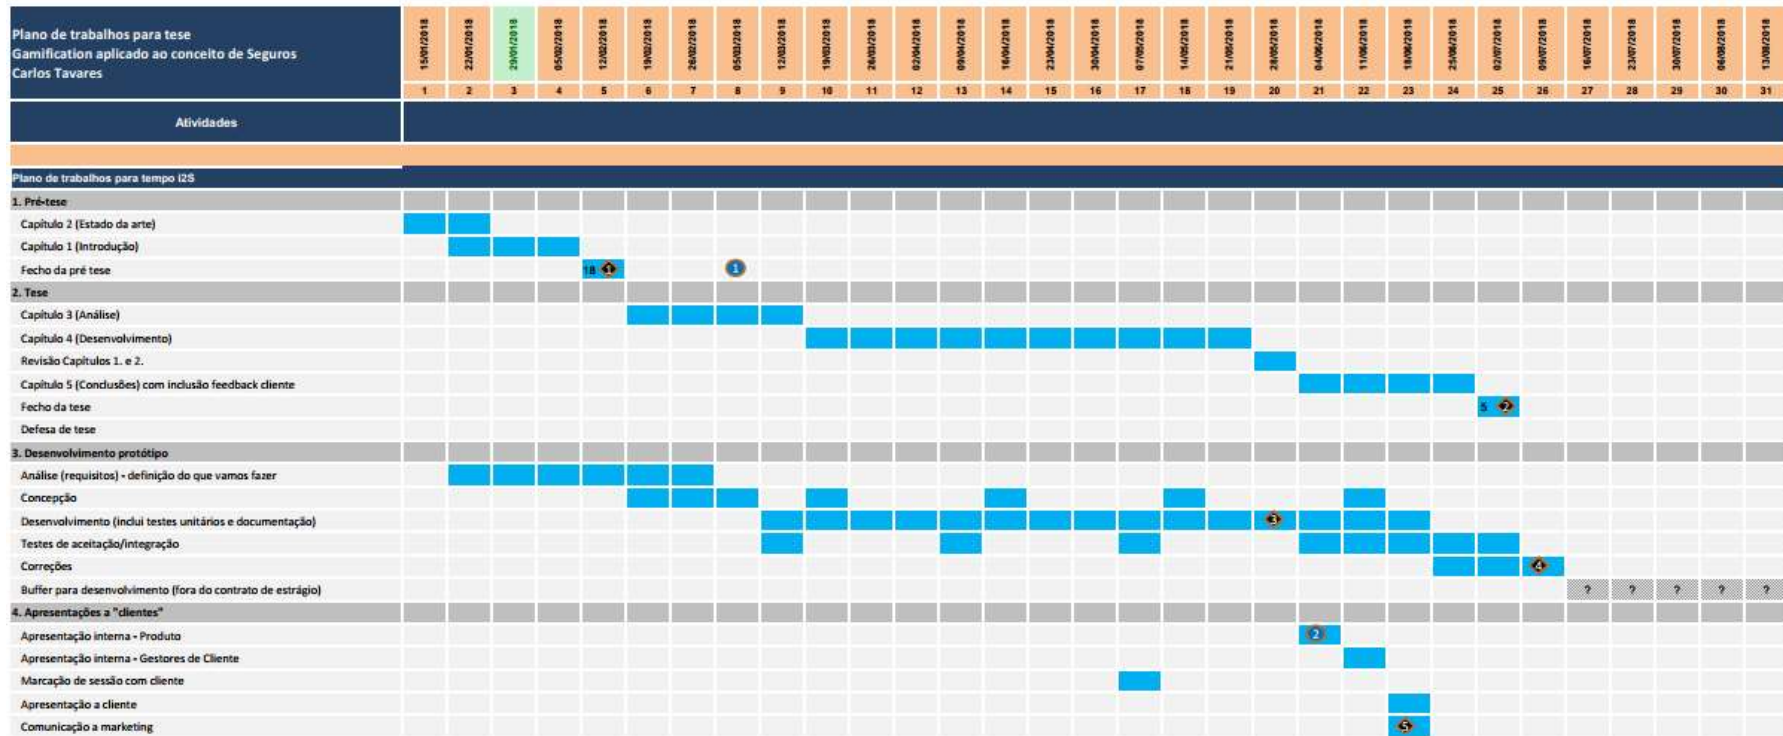 Plano de trabalhos para tese
Gamification aplicado ao conceito de Seguros
Carlos Tavares
15/01/2018 22/01/2018 29/01/2018 05/02/2018 12/02/2018 19/02/2018 26/02/2018 05/03/2018 12/03/2018 19/03/2018 26/03/2018 02/04/2018 09/04/2018 16/04/2018 23/04/2018 30/04/2018 07/05/2018 14/05/2018 21/05/2018 28/05/2018 04/06/2018 11/06/2018 18/06/2018 25/06/2018 02/07/2018 09/07/2018 16/07/2018 23/07/2018 30/07/2018 06/08/2018 13/08/2018
1 2 3 4 5 6 7 8 9 10 11 12 13 14 15 16 17 18 19 20 21 22 23 24 25 26 27 28 29 30 31
Atividades
Plano de trabalhos para tempo i2S
1. Pré-tese
Capítulo 2 (Estado da arte)
Capítulo 1 (Introdução)
Fecho da pré tese 18 1 1
2. Tese
Capítulo 3 (Análise)
Capítulo 4 (Desenvolvimento)
Revisão Capítulos 1. e 2.
Capítulo 5 (Conclusões) com inclusão feedback cliente
Fecho da tese 5 2
Defesa de tese
3. Desenvolvimento protótipo
Análise (requisitos) - definição do que vamos fazer
Concepção
Desenvolvimento (inclui testes unitários e documentação) 3
Testes de aceitação/integração
Correções 4
Buffer para desenvolvimento (fora do contrato de estrágio) ? ? ? ? ?
4. Apresentações a "clientes"
Apresentação interna - Produto 2
Apresentação interna - Gestores de Cliente
Marcação de sessão com cliente
Apresentação a cliente
Comunicação a marketing 5